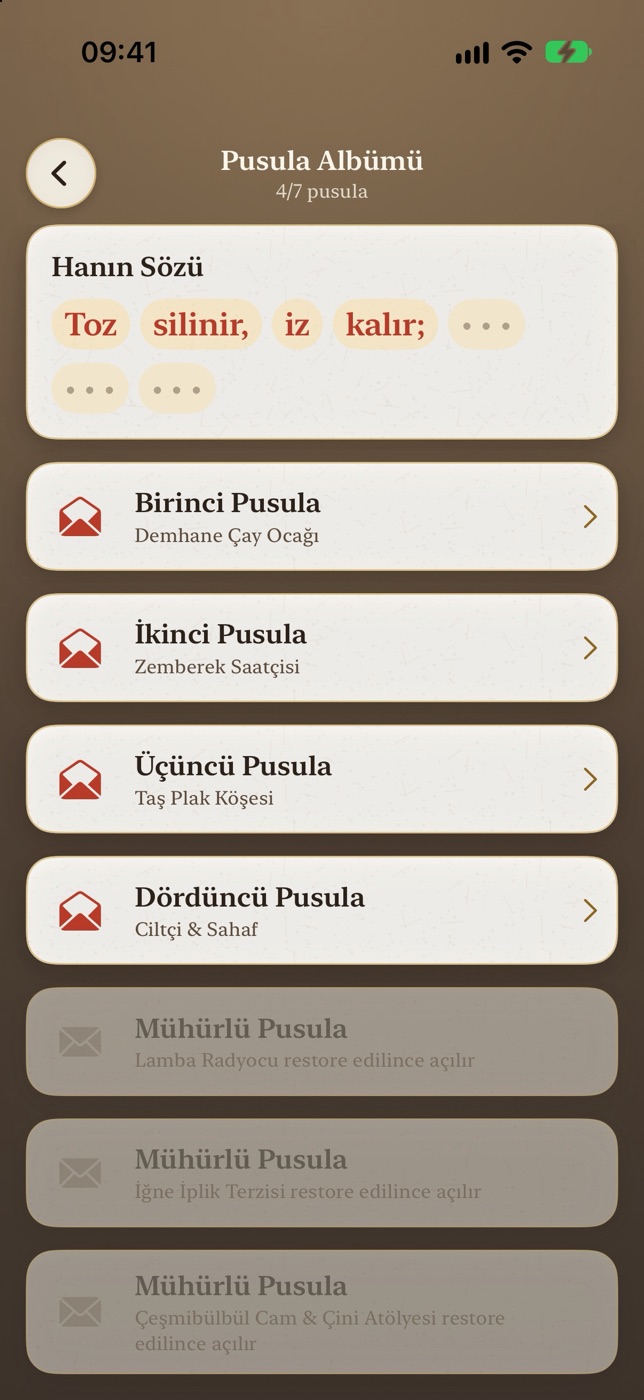 09:41
Pusula Albümü
4/7 pusula
Hanın Sözü
Toz silinir, iz kalır; •••
••• •••
Birinci Pusula
Demhane Çay Ocağı
İkinci Pusula
Zemberek Saatçisi
Üçüncü Pusula
Taş Plak Köşesi
Dördüncü Pusula
Ciltçi & Sahaf
Mühürlü Pusula
Lamba Radyocu restore edilince açılır
Mühürlü Pusula
İğne İplik Terzisi restore edilince açılır
Mühürlü Pusula
Çeşmibülbül Cam & Çini Atölyesi restore
edilince açılır